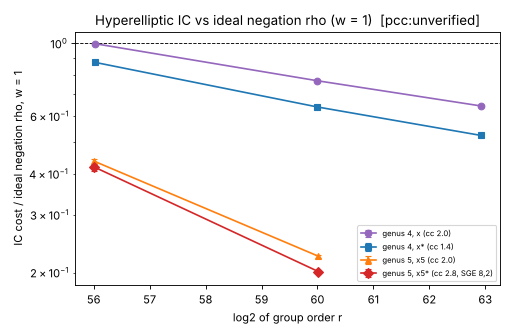 Hyperelliptic IC vs ideal negation rho (w = 1)  [pcc:unverified]
IC cost / ideal negation rho, w = 1
10⁰
6 × 10⁻¹
4 × 10⁻¹
3 × 10⁻¹
2 × 10⁻¹
genus 4, x (cc 2.0)
genus 4, x* (cc 1.4)
genus 5, x5 (cc 2.0)
genus 5, x5* (cc 2.8, SGE 8,2)
56 57 58 59 60 61 62 63
log2 of group order r